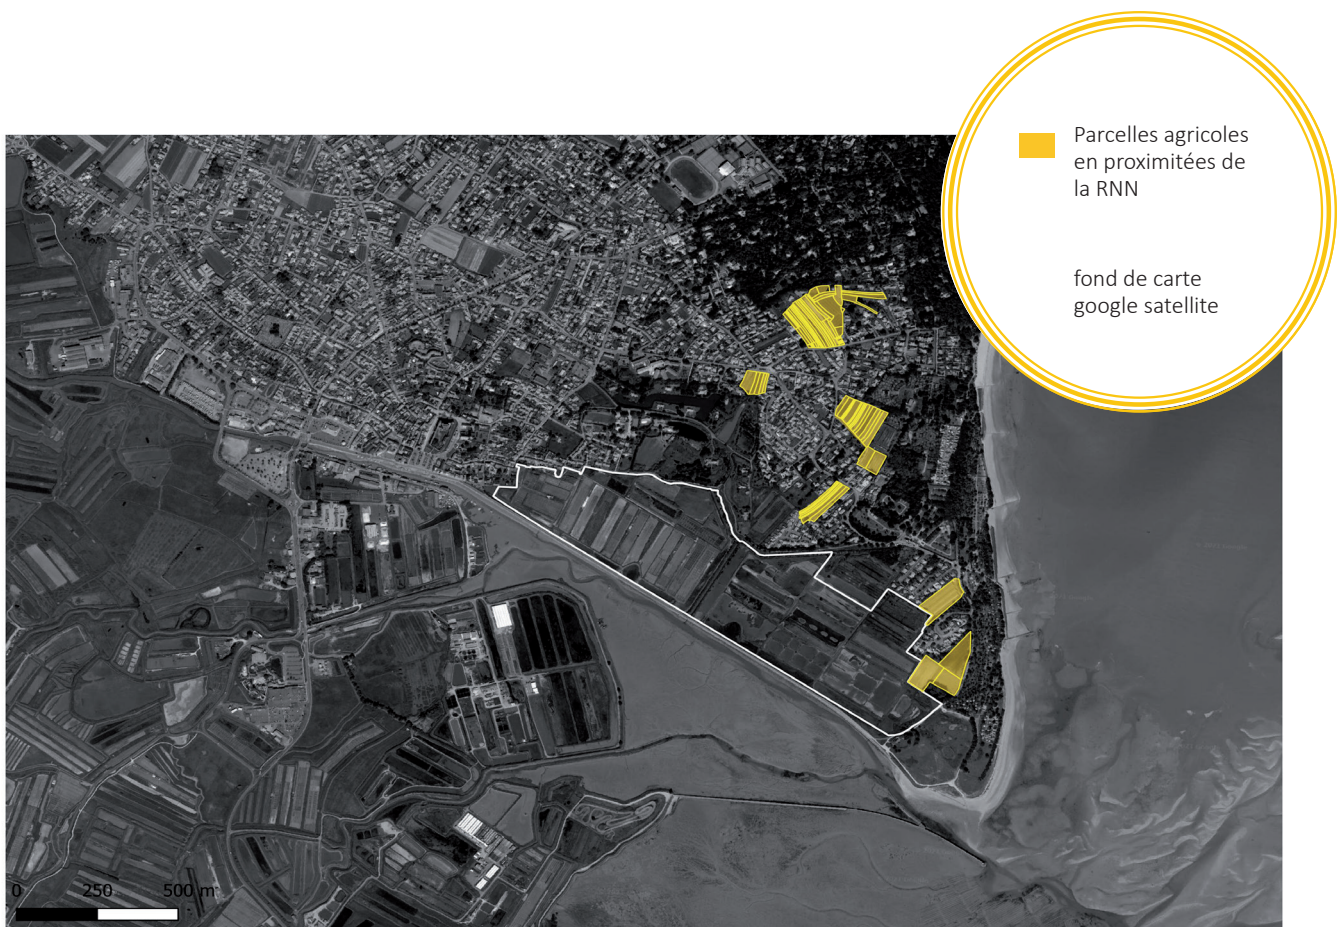 Parcelles agricoles
en proximitées de
la RNN
fond de carte
google satellite
0 250 500 m